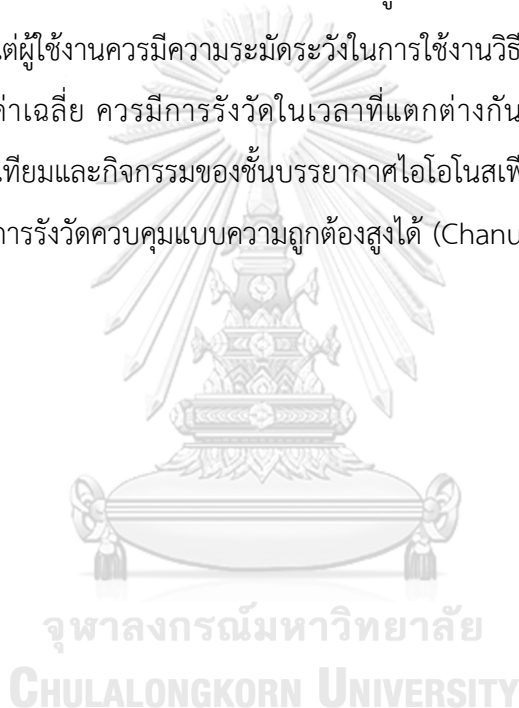 ต่ผู้ใช้งานควรมีความระมัดระวังในการใช้งานวิธี
ค่าเฉลี่ย ควรมีการรังวัดในเวลาที่แตกต่างกัน
เทียมและกิจกรรมของชั้นบรรยากาศไอโอโนสเฟี
การรังวัดควบคุมแบบความถูกต้องสูงได้ (Chanu
จุฬาลงกรณ์มหาวิทยาลัย
CHULALONGKORN UNIVERSITY